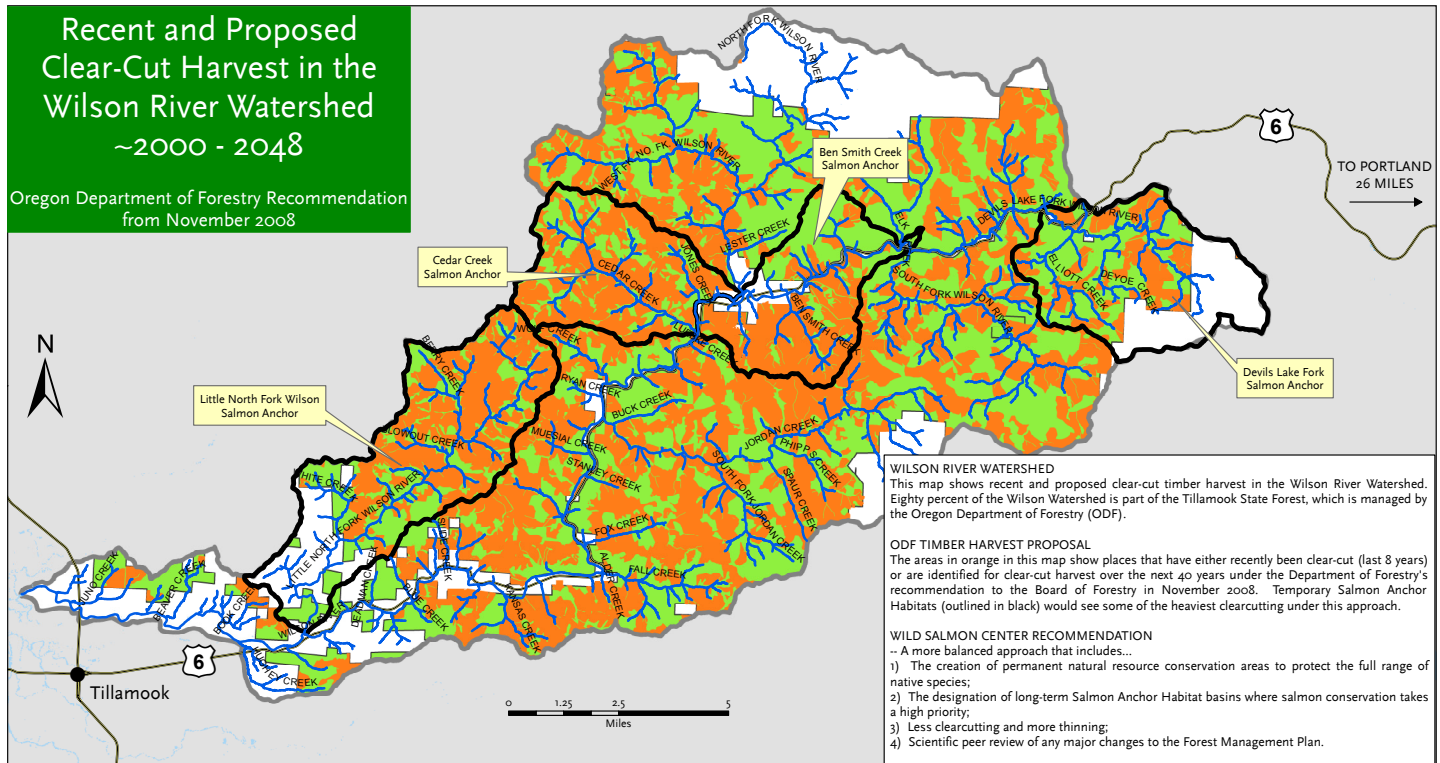 Recent and Proposed
Clear-Cut Harvest in the
Wilson River Watershed
~2000 - 2048
Oregon Department of Forestry Recommendation
from November 2008
NORTH FORK WILSON RIVER
6
TO PORTLAND
26 MILES
Ben Smith Creek
Salmon Anchor
WEST FK. NO. FK. WILSON RIVER
DEVILS LAKE FORK WILSON RIVER
LESTER CREEK
ELK CREEK
Cedar Creek
Salmon Anchor
CEDAR CREEK
JONES CREEK
SOUTH FORK WILSON RIVER
ELLIOTT CREEK
DEYOE CREEK
BEN SMITH CREEK
N
WOLF CREEK
BERRY CREEK
RYAN CREEK
BUCK CREEK
Devils Lake Fork
Salmon Anchor
Little North Fork Wilson
Salmon Anchor
SLOWOUT CREEK
MUESIAL CREEK
JORDAN CREEK
PHIPPS CREEK
STANLEY CREEK
SOUTH FORK JORDAN CREEK
SPAUR CREEK
WHITE CREEK
LITTLE NORTH FORK WILSON RIVER
SLIDE CREEK
FOX CREEK
FALL CREEK
ALDER CREEK
JUNO CREEK
BEAVER CREEK
BOOK CREEK
DEADMAN CREEK
KANSAS CREEK
WILSON RIVER
HUGHEY CREEK
6
Tillamook
0 1.25 2.5 5
Miles
WILSON RIVER WATERSHED
This map shows recent and proposed clear-cut timber harvest in the Wilson River Watershed.
Eighty percent of the Wilson Watershed is part of the Tillamook State Forest, which is managed by
the Oregon Department of Forestry (ODF).
ODF TIMBER HARVEST PROPOSAL
The areas in orange in this map show places that have either recently been clear-cut (last 8 years)
or are identified for clear-cut harvest over the next 40 years under the Department of Forestry's
recommendation to the Board of Forestry in November 2008. Temporary Salmon Anchor
Habitats (outlined in black) would see some of the heaviest clearcutting under this approach.
WILD SALMON CENTER RECOMMENDATION
-- A more balanced approach that includes...
1) The creation of permanent natural resource conservation areas to protect the full range of
native species;
2) The designation of long-term Salmon Anchor Habitat basins where salmon conservation takes
a high priority;
3) Less clearcutting and more thinning;
4) Scientific peer review of any major changes to the Forest Management Plan.